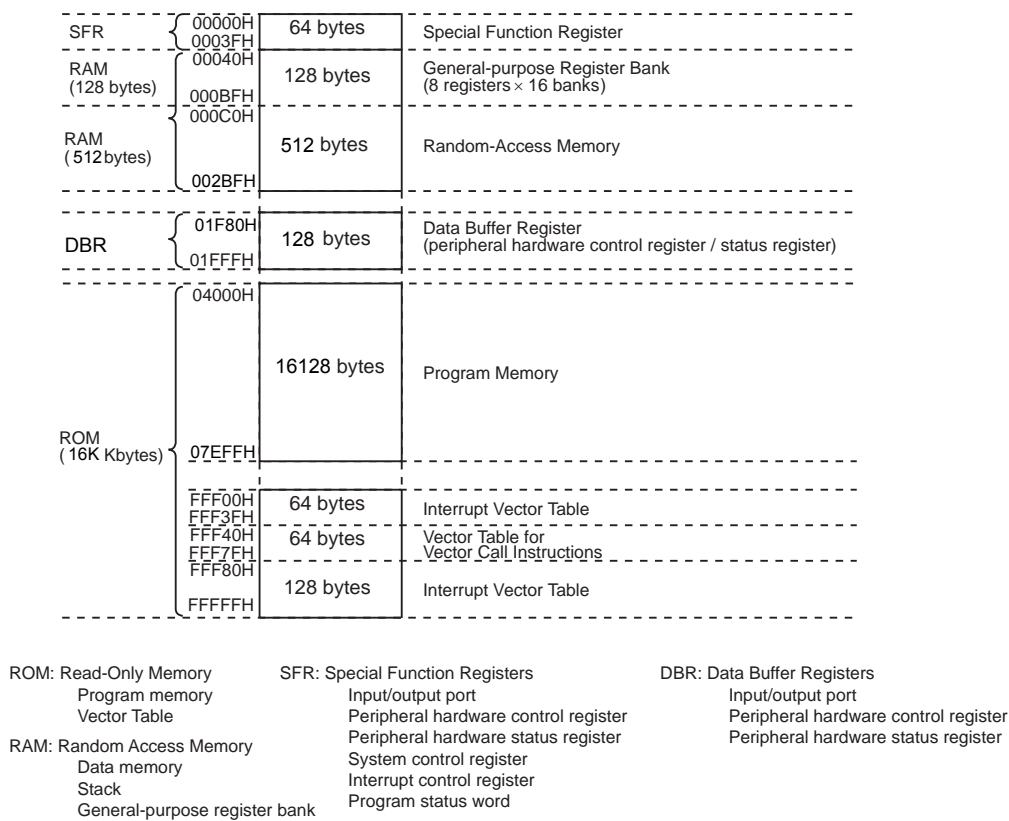 SFR
00000H
0003FH
64 bytes
Special Function Register
RAM
(128 bytes)
00040H
000BFH
128 bytes
General-purpose Register Bank
(8 registers × 16 banks)
RAM
( 512 bytes)
000C0H
002BFH
512 bytes
Random-Access Memory
DBR
01F80H
01FFFH
128 bytes
Data Buffer Register
(peripheral hardware control register / status register)
ROM
( 16K Kbytes)
04000H
07EFFH
16128 bytes
Program Memory
FFF00H
FFF3FH
64 bytes
Interrupt Vector Table
FFF40H
FFF7FH
64 bytes
Vector Table for
Vector Call Instructions
FFF80H
FFFFFH
128 bytes
Interrupt Vector Table
ROM: Read-Only Memory
Program memory
Vector Table
RAM: Random Access Memory
Data memory
Stack
General-purpose register bank
SFR: Special Function Registers
Input/output port
Peripheral hardware control register
Peripheral hardware status register
System control register
Interrupt control register
Program status word
DBR: Data Buffer Registers
Input/output port
Peripheral hardware control register
Peripheral hardware status register